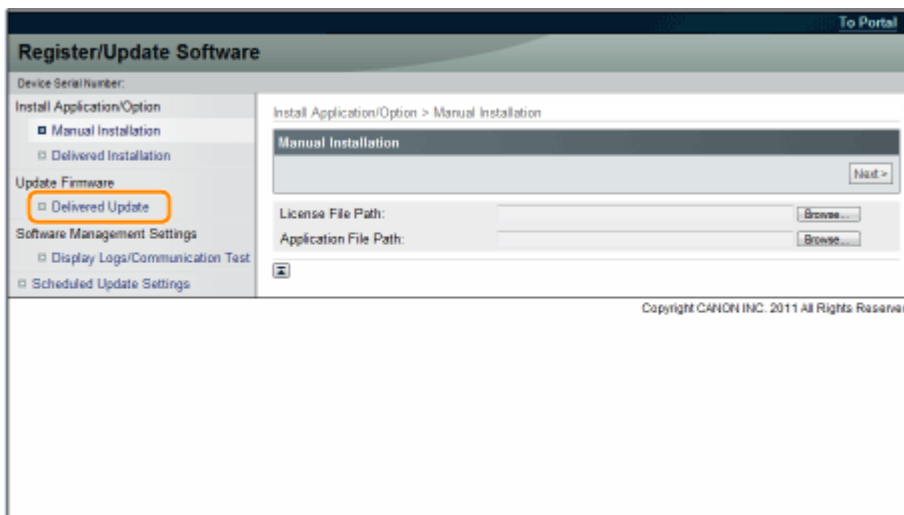 To Portal
Register/Update Software
Device Serial Number:
Install Application/Option
Manual Installation
Delivered Installation
Update Firmware
Delivered Update
Software Management Settings
Display Logs/Communication Test
Scheduled Update Settings
Install Application/Option > Manual Installation
Manual Installation
Next >
License File Path:
Browse...
Application File Path:
Browse...
Copyright CANON INC. 2011 All Rights Reserve